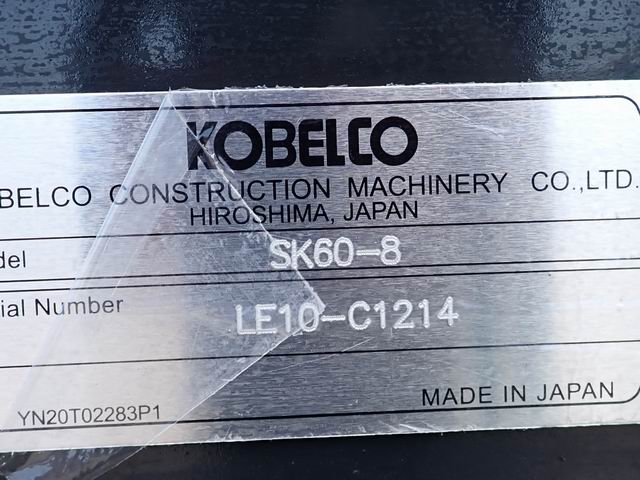 KOBELCO
BELCO CONSTRUCTION MACHINERY CO.,LTD.
HIROSHIMA, JAPAN
del SK60-8
ial Number LE10-C1214
YN20T02283P1 MADE IN JAPAN